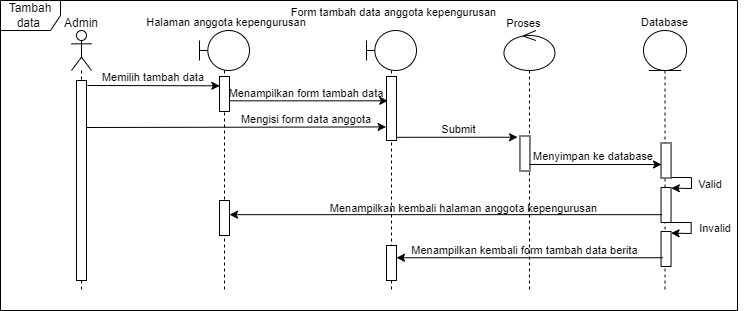 Tambah
data
Admin
Halaman anggota kepengurusan
Form tambah data anggota kepengurusan
Proses
Database
Memilih tambah data
Menampilkan form tambah data
Mengisi form data anggota
Submit
Menyimpan ke database
Valid
Menampilkan kembali halaman anggota kepengurusan
Invalid
Menampilkan kembali form tambah data berita